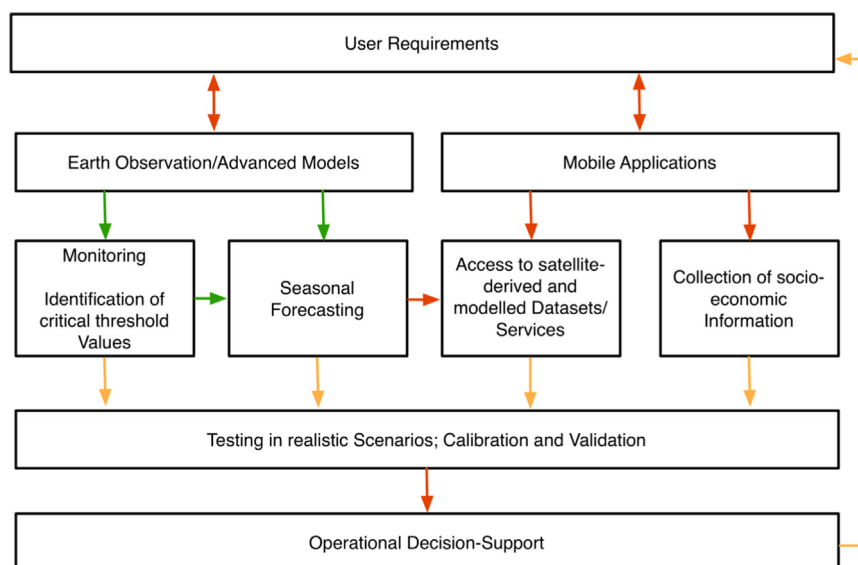 User Requirements
Earth Observation/Advanced Models
Mobile Applications
Monitoring
Identification of
critical threshold
Values
Seasonal
Forecasting
Access to satellite-
derived and
modelled Datasets/
Services
Collection of socio-
economic
Information
Testing in realistic Scenarios; Calibration and Validation
Operational Decision-Support